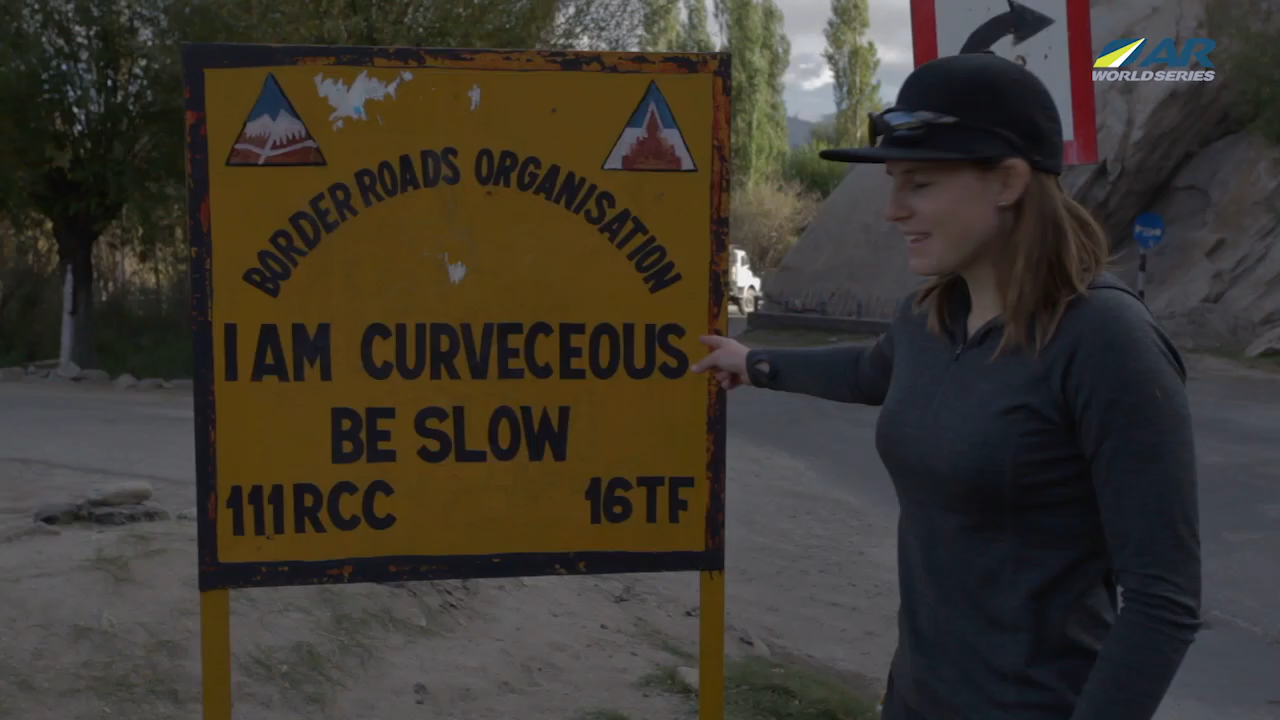 AR
WORLD SERIES
BORDER ROADS ORGANISATION
I AM CURVECEOUS
BE SLOW
111RCC 16TF